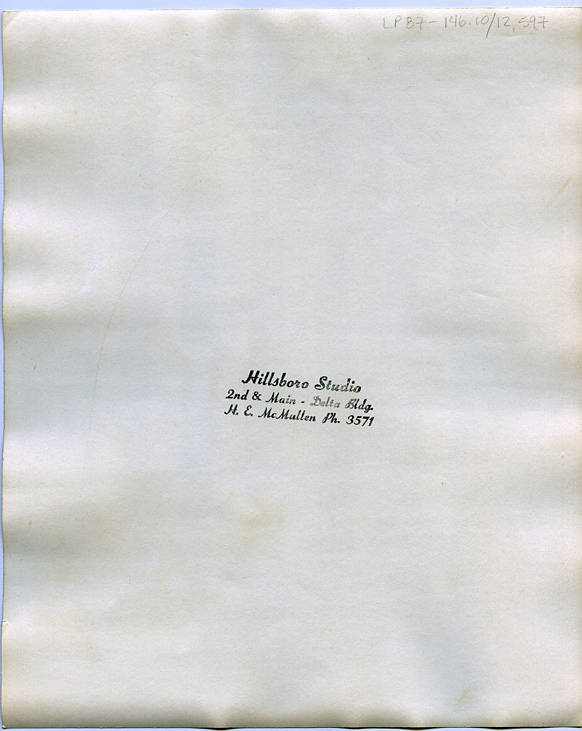 LP87-146.10/12,597
Hillsboro Studio
2nd & Main - Delta Bldg.
H. E. McMullen Ph. 3571